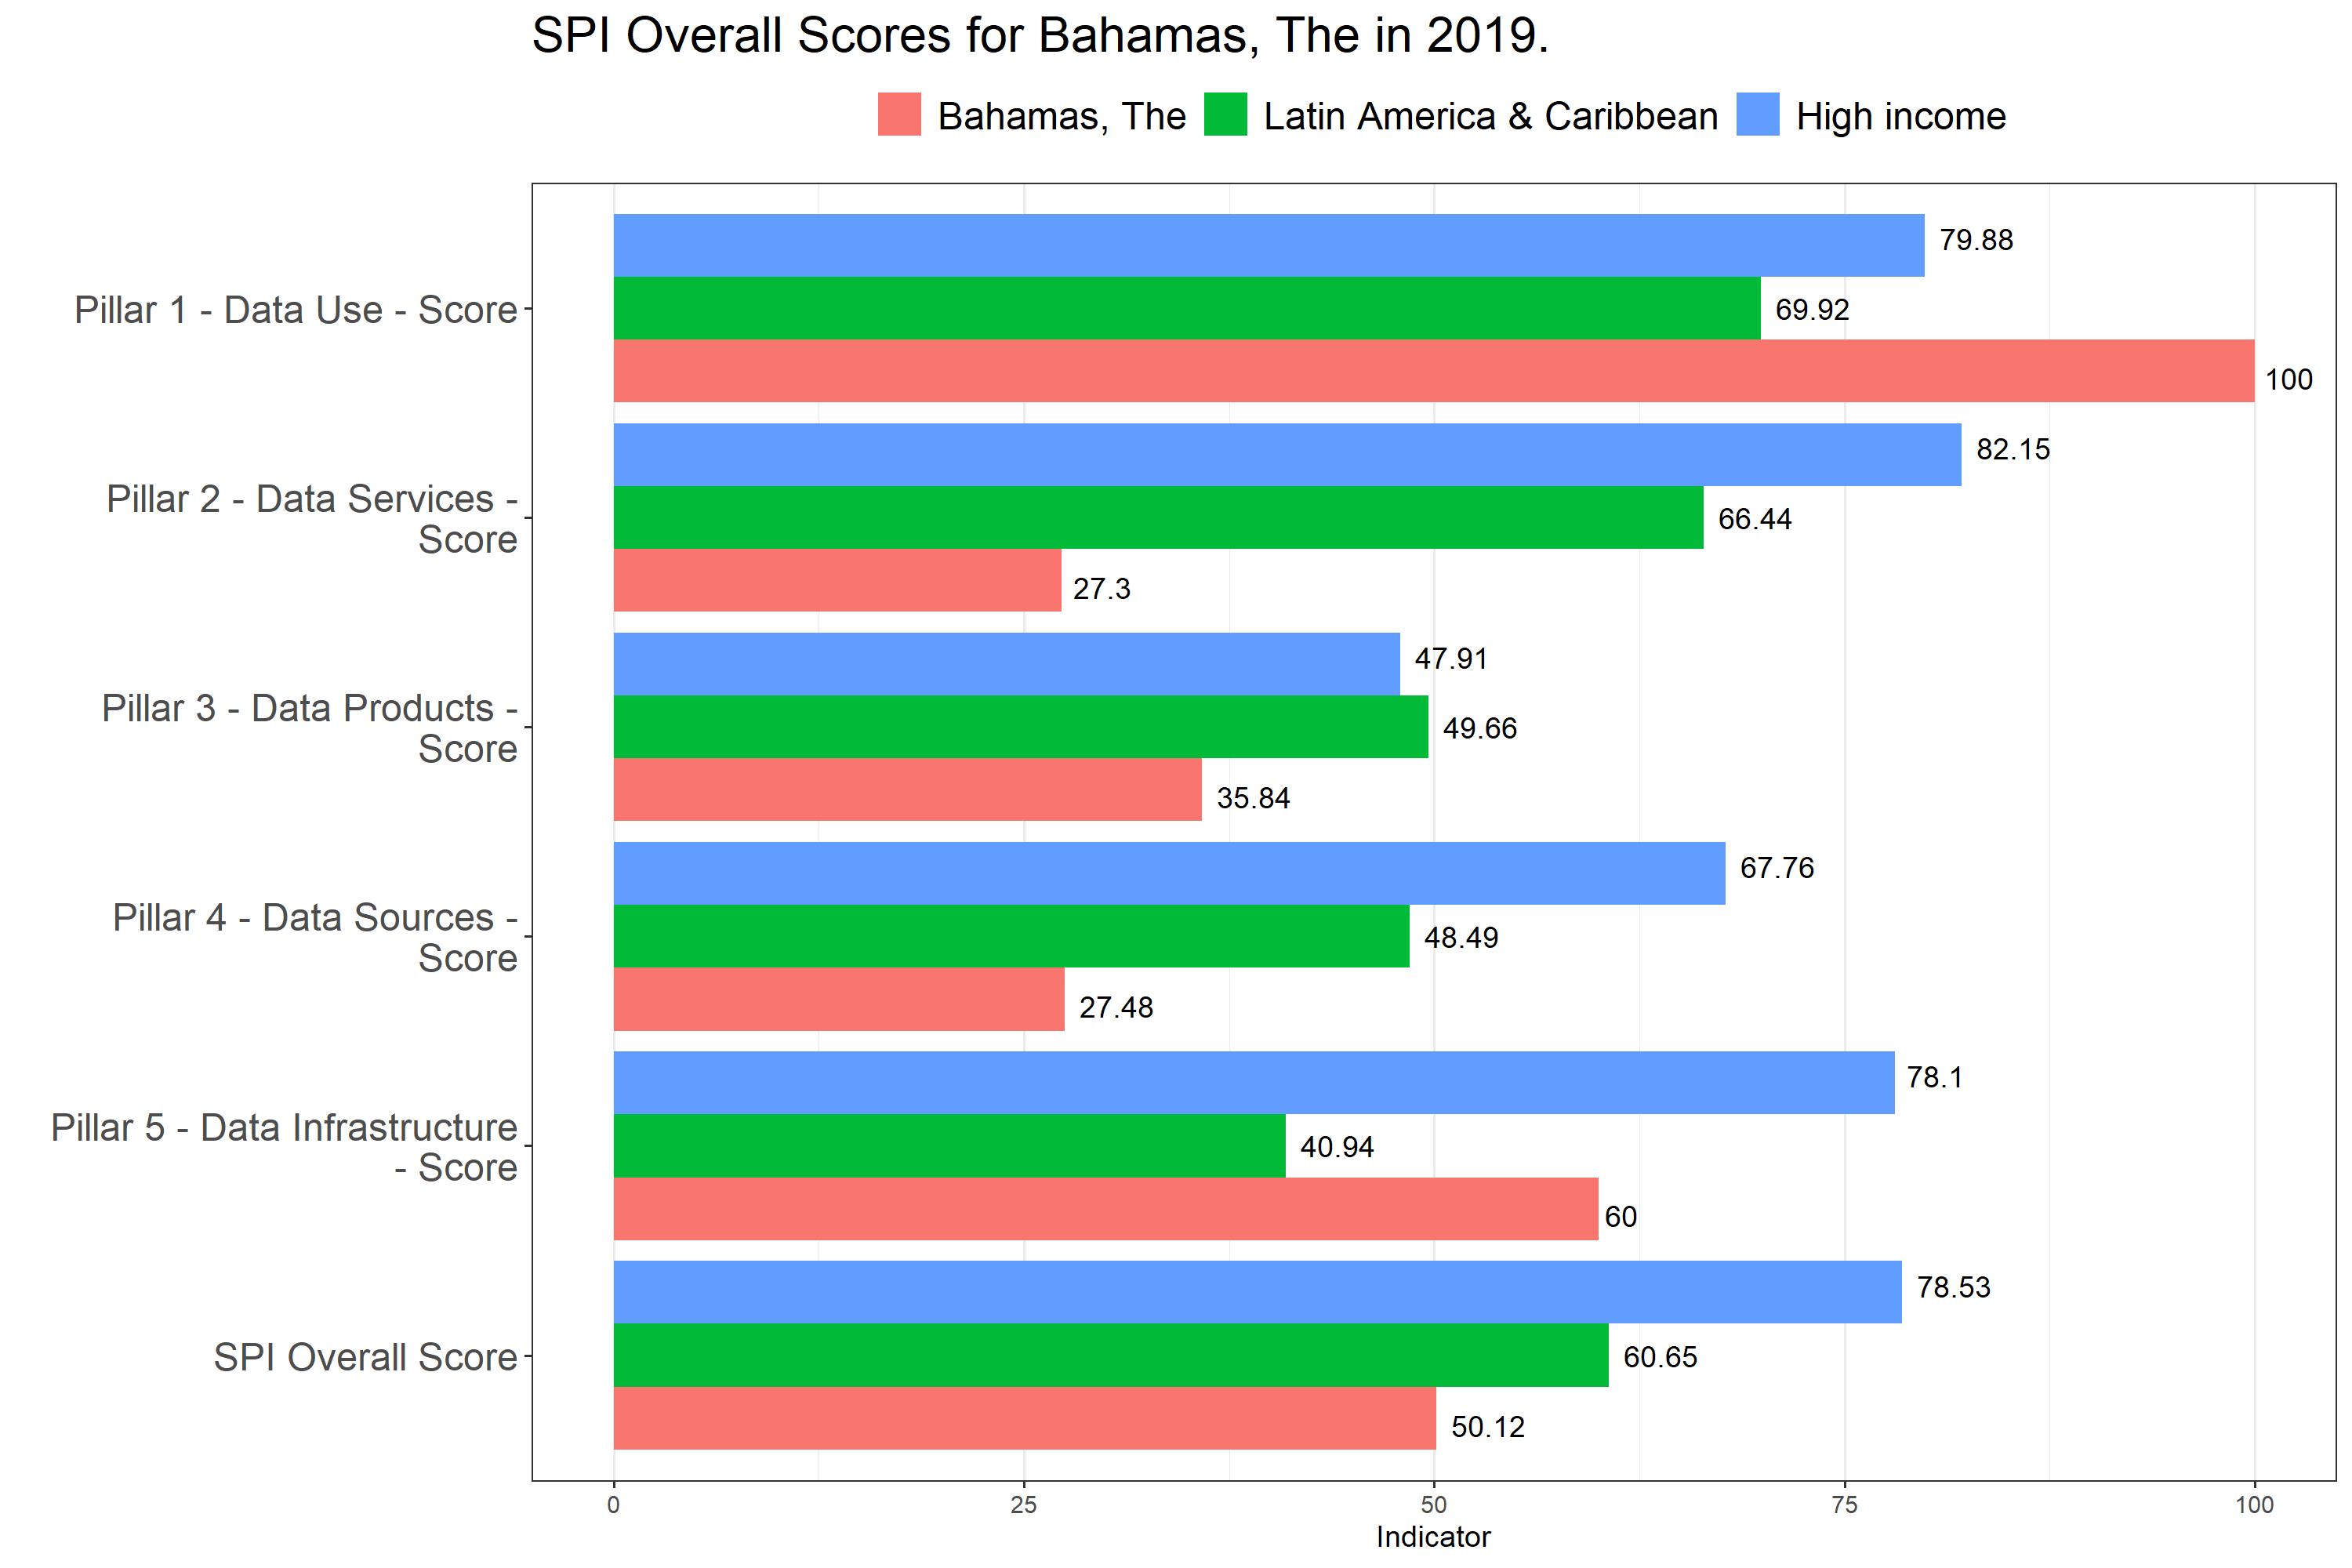 SPI Overall Scores for Bahamas, The in 2019.
Bahamas, The
Latin America & Caribbean
High income
Pillar 1 - Data Use - Score
79.88
69.92
100
Pillar 2 - Data Services -
Score
82.15
66.44
27.3
Pillar 3 - Data Products -
Score
47.91
49.66
35.84
Pillar 4 - Data Sources -
Score
67.76
48.49
27.48
Pillar 5 - Data Infrastructure
- Score
78.1
40.94
60
SPI Overall Score
78.53
60.65
50.12
0
25
50
75
100
Indicator